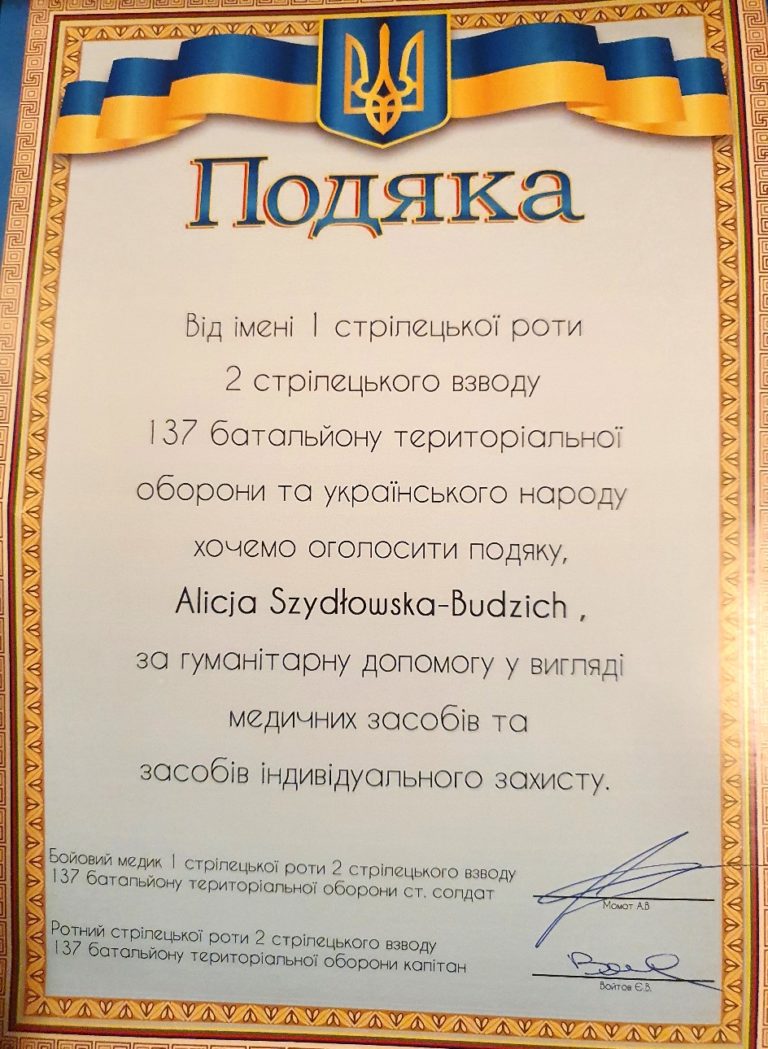 Подяка
Від імені 1 стрілецької роти
2 стрілецького взводу
137 батальйону територіальної
оборони та українського народу
хочемо оголосити подяку,
Alicja Szydłowska-Budzich ,
за гуманітарну допомогу у вигляді
медичних засобів та
засобів індивідуального захисту.
Бойовий медик 1 стрілецької роти 2 стрілецького взводу
137 батальйону територіальної оборони ст. солдат
Момот А.В
Ротний стрілецької роти 2 стрілецького взводу
137 батальйону територіальної оборони капітан
Войтов Є.В.